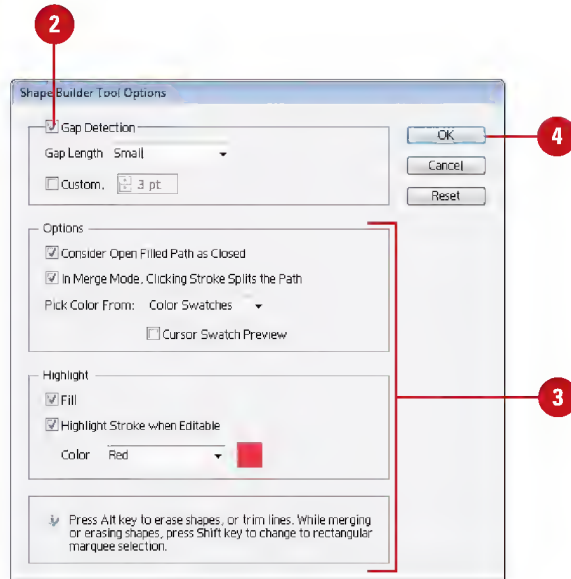 2
Shape Builder Tool Options
Gap Detection
OK
4
Gap Length Small
Cancel
Custom, 3 pt
Reset
Options
Consider Open Filled Path as Closed
In Merge Mode, Clicking Stroke Splits the Path
Pick Color From: Color Swatches
Cursor Swatch Preview
Highlight
3
Fill
Highlight Stroke when Editable
Color Red
Press Alt key to erase shapes, or trim lines. While merging
or erasing shapes, press Shift key to change to rectangular
marquee selection.